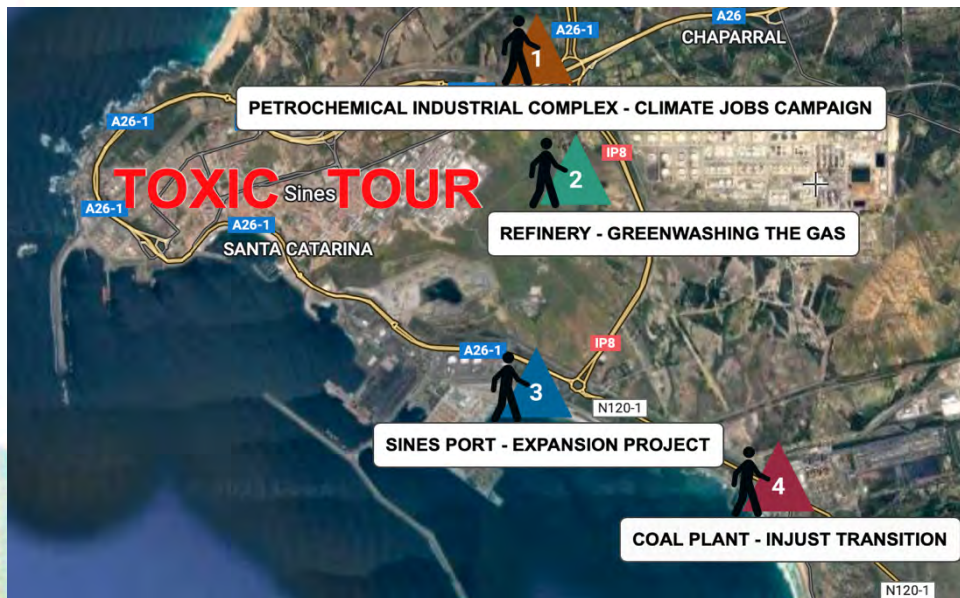 A26
A26-1
CHAPARRAL
1
PETROCHEMICAL INDUSTRIAL COMPLEX - CLIMATE JOBS CAMPAIGN
A26-1
IP8
2
TOXIC Sines TOUR
A26-1
A26-1
REFINERY - GREENWASHING THE GAS
SANTA CATARINA
IP8
A26-1
3
N120-1
SINES PORT - EXPANSION PROJECT
4
COAL PLANT - INJUST TRANSITION
N120-1